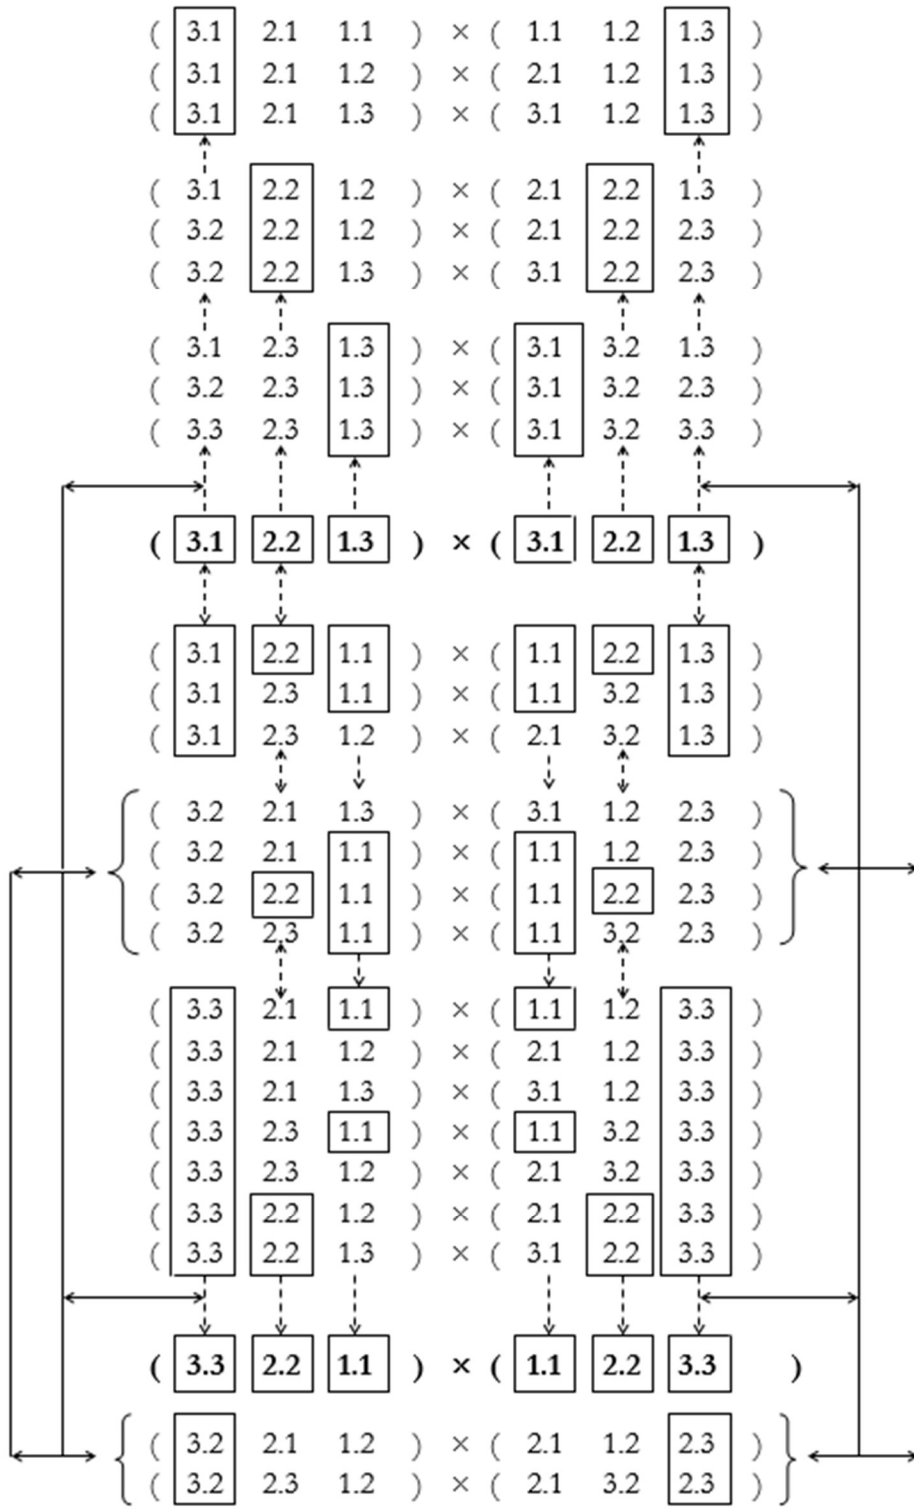 ( 3.1 2.1 1.1 ) × ( 1.1 1.2 1.3 )
( 3.1 2.1 1.2 ) × ( 2.1 1.2 1.3 )
( 3.1 2.1 1.3 ) × ( 3.1 1.2 1.3 )
( 3.1 2.2 1.2 ) × ( 2.1 2.2 1.3 )
( 3.2 2.2 1.2 ) × ( 2.1 2.2 2.3 )
( 3.2 2.2 1.3 ) × ( 3.1 2.2 2.3 )
( 3.1 2.3 1.3 ) × ( 3.1 3.2 1.3 )
( 3.2 2.3 1.3 ) × ( 3.1 3.2 2.3 )
( 3.3 2.3 1.3 ) × ( 3.1 3.2 3.3 )
( 3.1 2.2 1.3 ) × ( 3.1 2.2 1.3 )
( 3.1 2.2 1.1 ) × ( 1.1 2.2 1.3 )
( 3.1 2.3 1.1 ) × ( 1.1 3.2 1.3 )
( 3.1 2.3 1.2 ) × ( 2.1 3.2 1.3 )
( 3.2 2.1 1.3 ) × ( 3.1 1.2 2.3 )
( 3.2 2.1 1.1 ) × ( 1.1 1.2 2.3 )
( 3.2 2.2 1.1 ) × ( 1.1 2.2 2.3 )
( 3.2 2.3 1.1 ) × ( 1.1 3.2 2.3 )
( 3.3 2.1 1.1 ) × ( 1.1 1.2 3.3 )
( 3.3 2.1 1.2 ) × ( 2.1 1.2 3.3 )
( 3.3 2.1 1.3 ) × ( 3.1 1.2 3.3 )
( 3.3 2.3 1.1 ) × ( 1.1 3.2 3.3 )
( 3.3 2.3 1.2 ) × ( 2.1 3.2 3.3 )
( 3.3 2.2 1.2 ) × ( 2.1 2.2 3.3 )
( 3.3 2.2 1.3 ) × ( 3.1 2.2 3.3 )
( 3.3 2.2 1.1 ) × ( 1.1 2.2 3.3 )
( 3.2 2.1 1.2 ) × ( 2.1 1.2 2.3 )
( 3.2 2.3 1.2 ) × ( 2.1 3.2 2.3 )